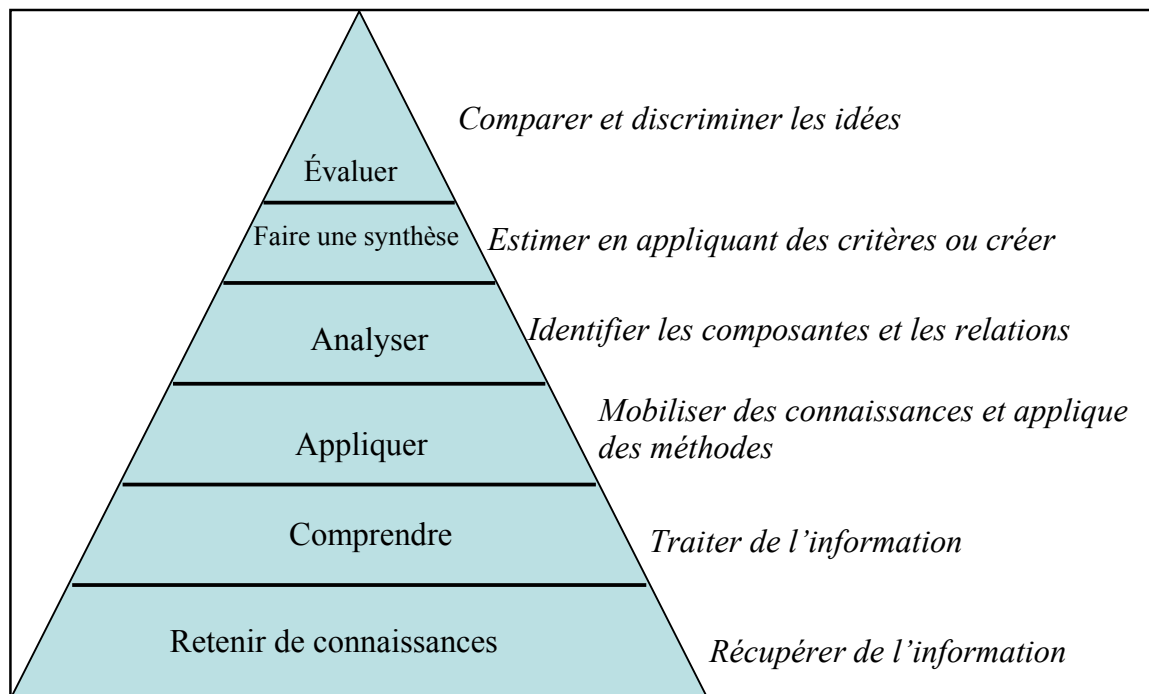 Comparer et discriminer les idées
Évaluer
Faire une synthèse
Estimer en appliquant des critères ou créer
Analyser
Identifier les composantes et les relations
Appliquer
Mobiliser des connaissances et applique
des méthodes
Comprendre
Traiter de l’information
Retenir de connaissances
Récupérer de l’information